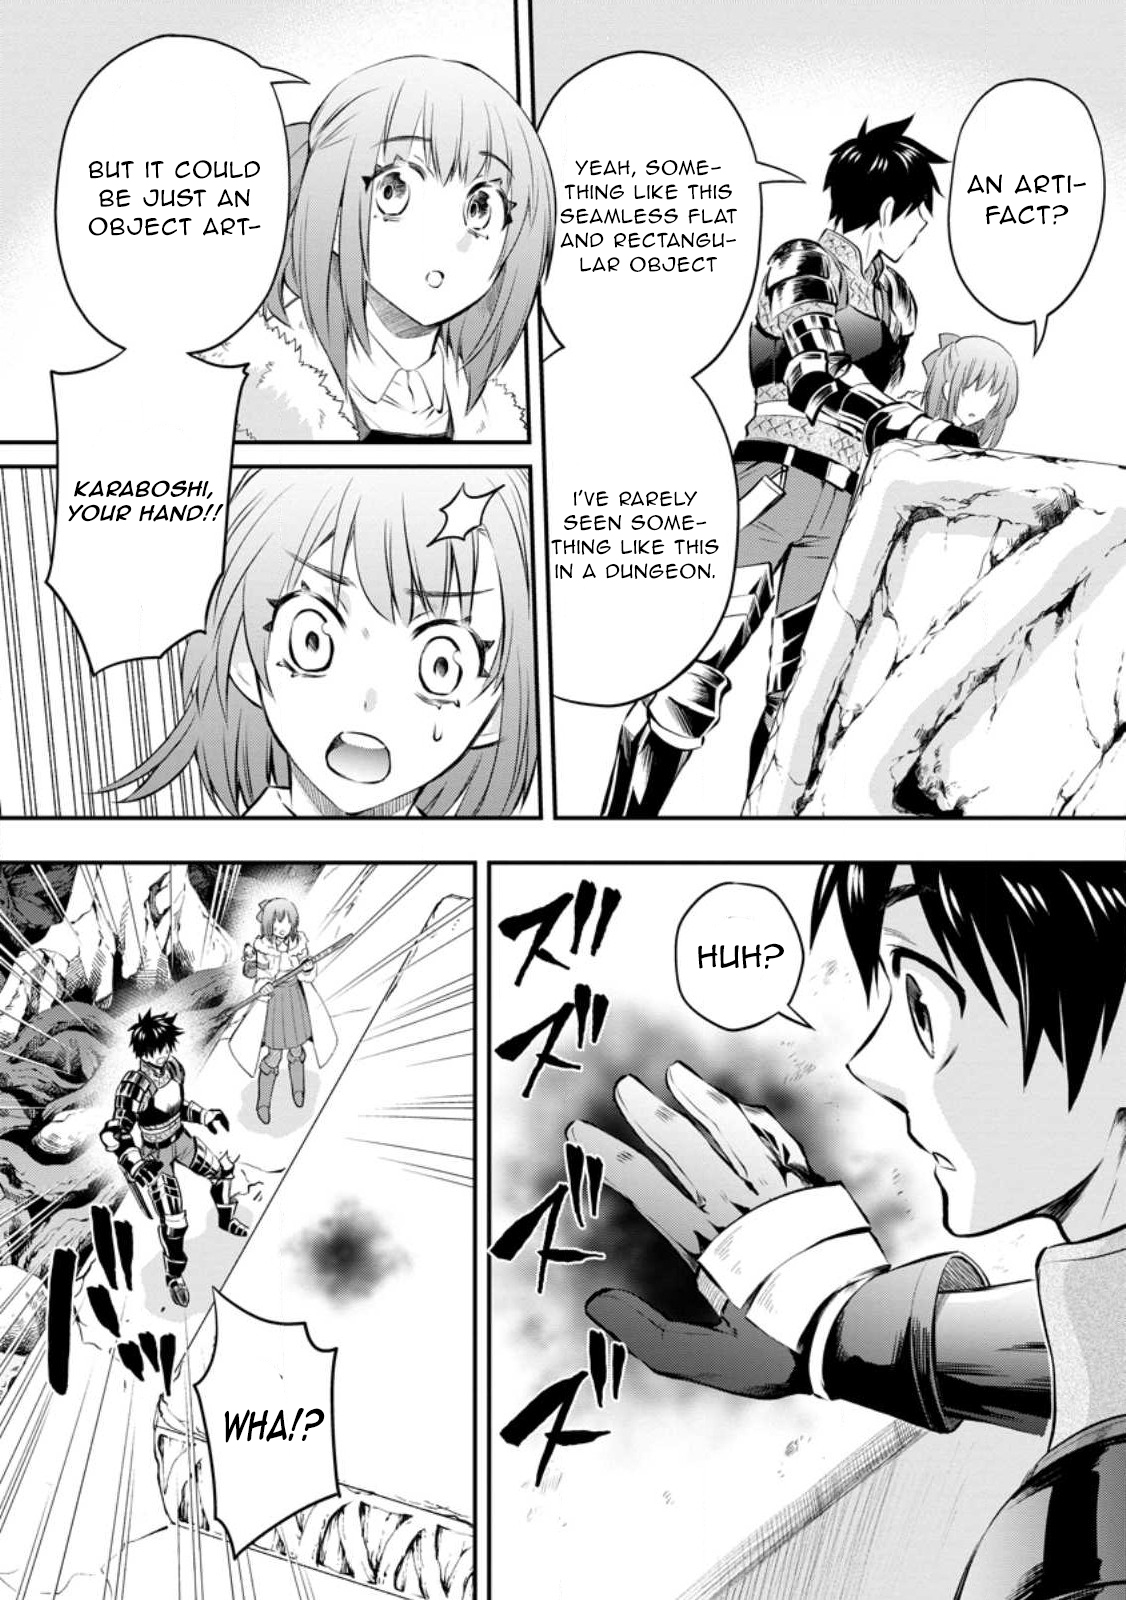 AN ARTI-
FACT?
YEAH, SOME-
THING LIKE THIS
SEAMLESS FLAT
AND RECTANGU-
LAR OBJECT
I'VE RARELY
SEEN SOME-
THING LIKE THIS
IN A DUNGEON.
BUT IT COULD
BE JUST AN
OBJECT ART-
KARABOSHI,
YOUR HAND!!
HUH?
ズズズズ
WHA!?